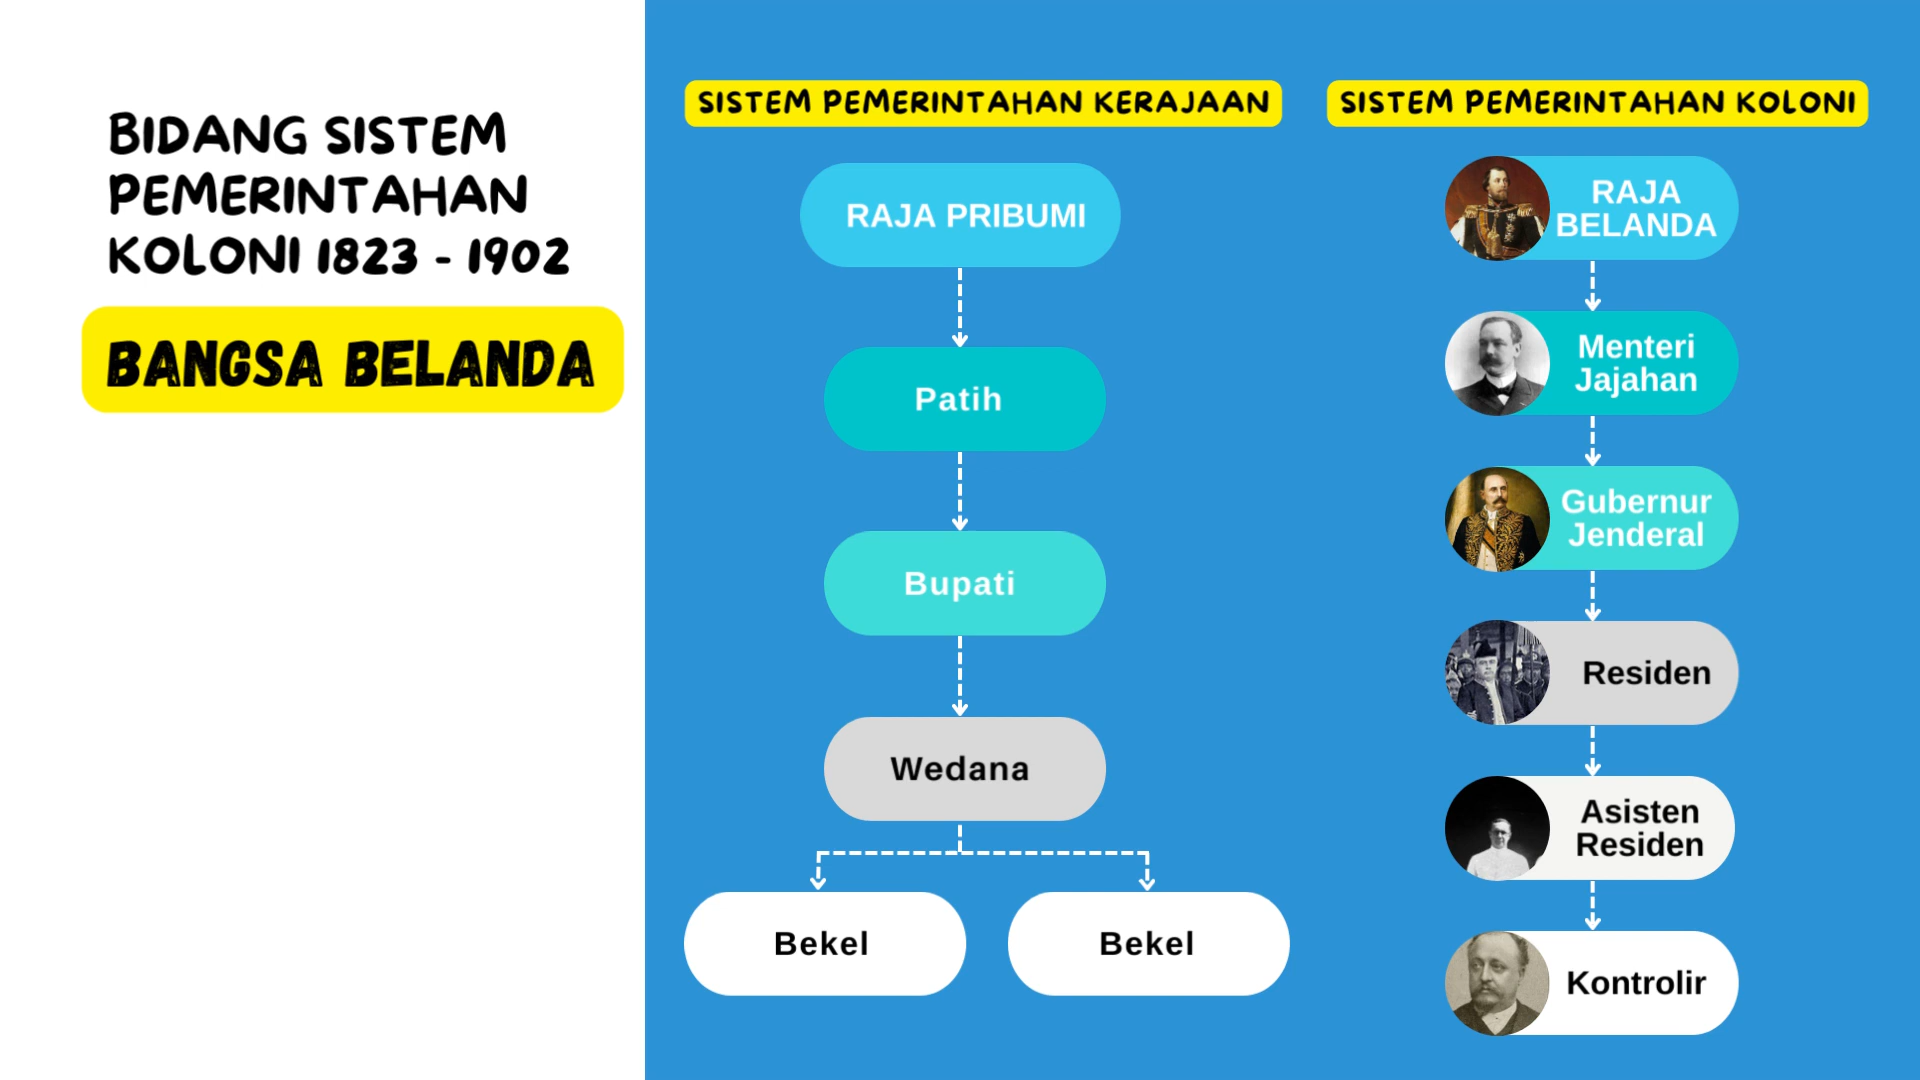 BIDANG SISTEM
PEMERINTAHAN
KOLONI 1823 - 1902
BANGSA BELANDA
SISTEM PEMERINTAHAN KERAJAAN
RAJA PRIBUMI
Patih
Bupati
Wedana
Bekel
Bekel
SISTEM PEMERINTAHAN KOLONI
RAJA
BELANDA
Menteri
Jajahan
Gubernur
Jenderal
Residen
Asisten
Residen
Kontrolir